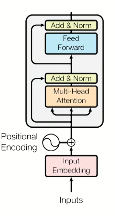 Add & Norm
Feed
Forward
Add & Norm
Multi-Head
Attention
Positional
Encoding
Input
Embedding
Inputs